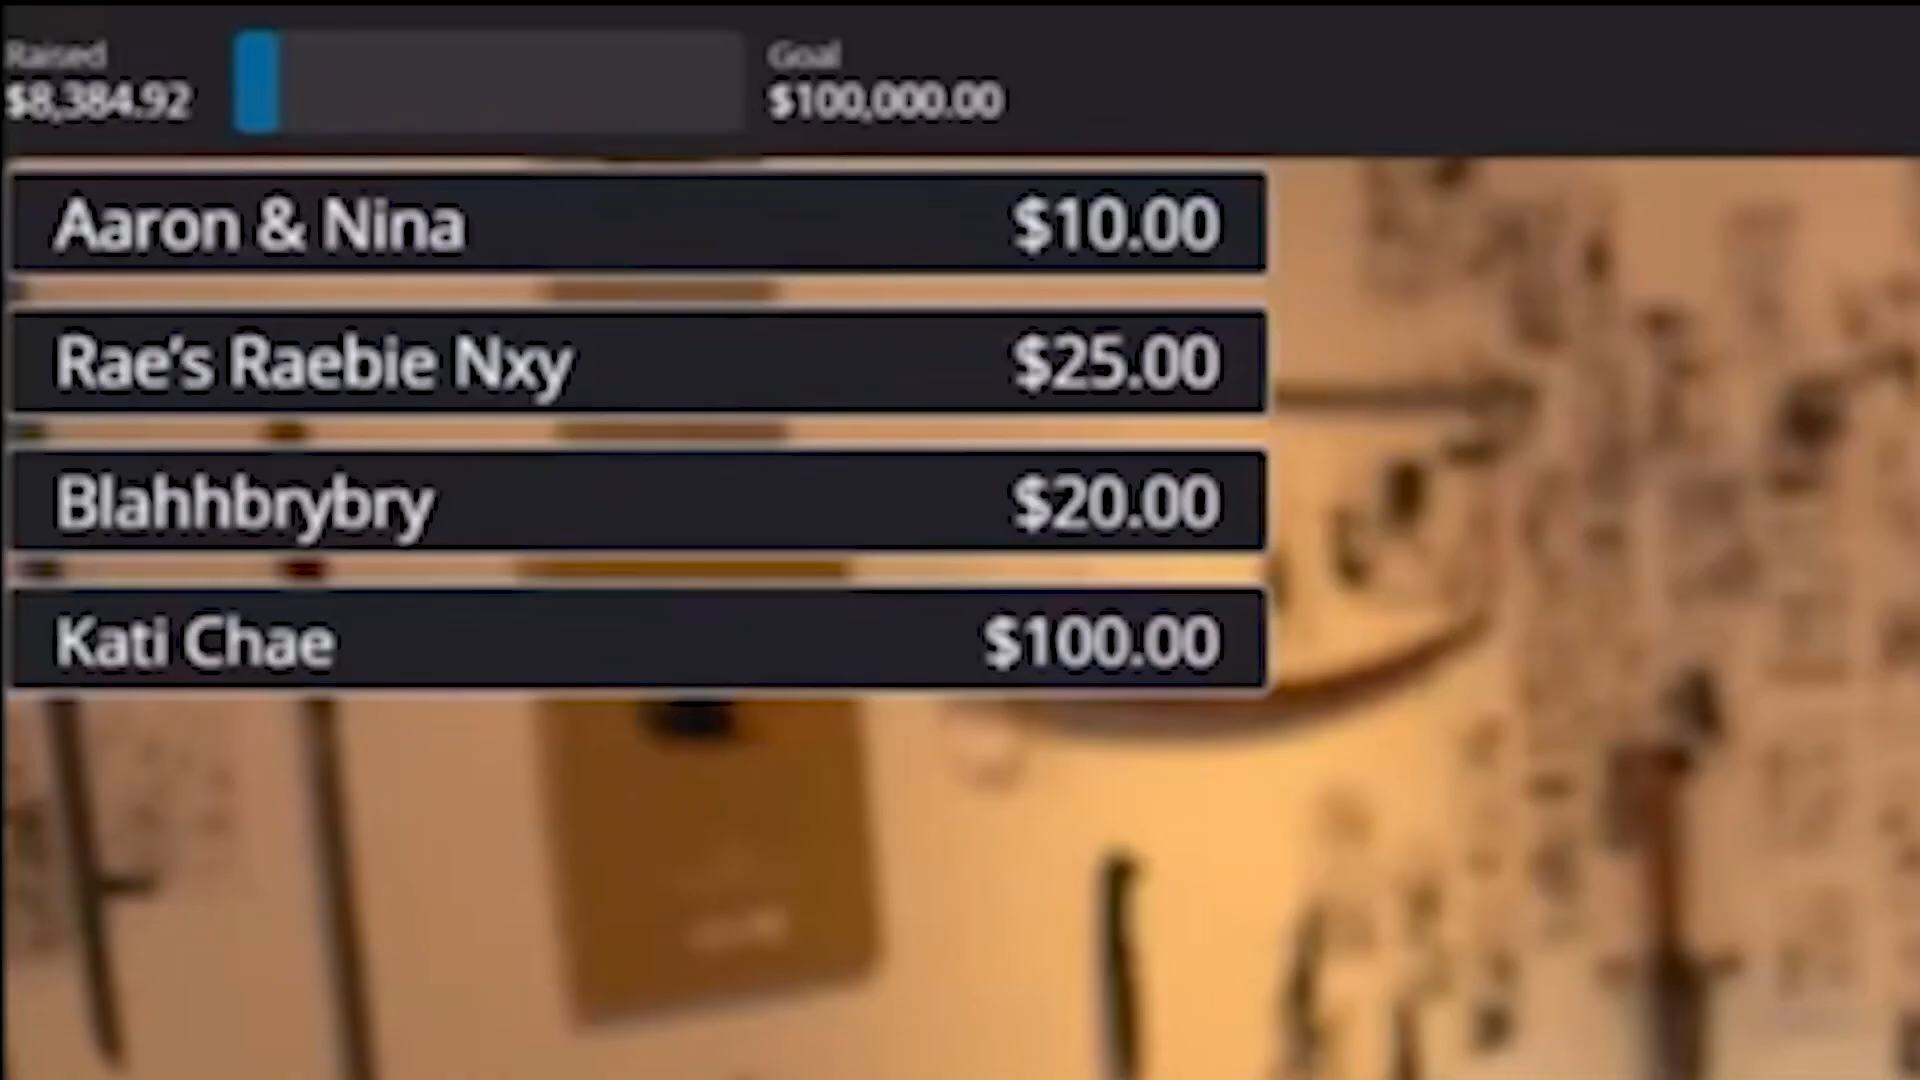 Raised
$8,384.92
Goal
$100,000.00
Aaron & Nina $10.00
Rae's Raebie Nxy $25.00
Blahhbrybry $20.00
Kati Chae $100.00